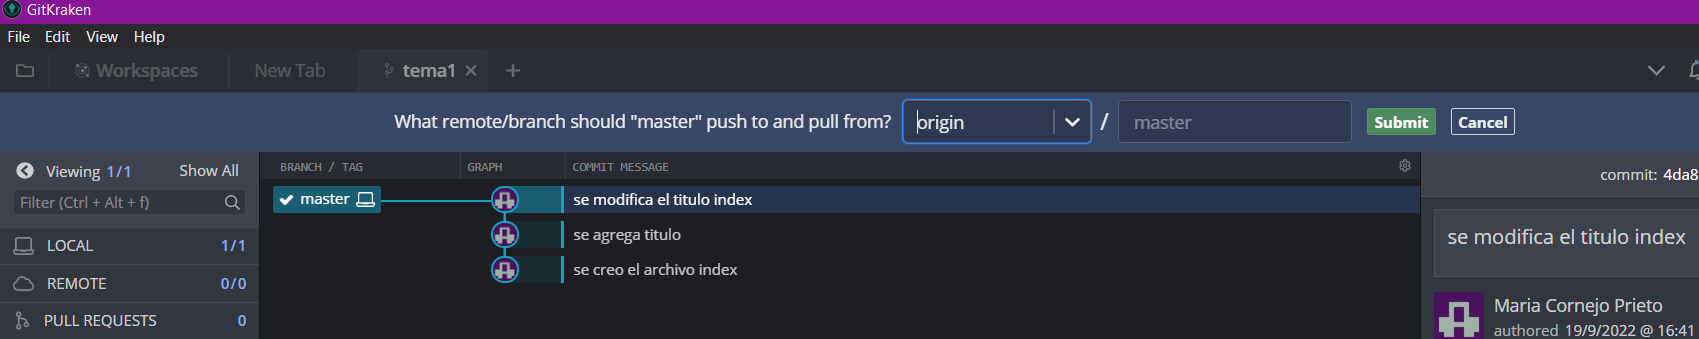 GitKraken
File Edit View Help
Workspaces New Tab tema1
What remote/branch should "master" push to and pull from? origin / master Submit Cancel
Viewing 1/1 Show All
Filter (Ctrl + Alt + f)
LOCAL 1/1
REMOTE 0/0
PULL REQUESTS 0
BRANCH / TAG GRAPH COMMIT MESSAGE
master se modifica el titulo index
se agrega titulo
se creo el archivo index
commit: 4da8
se modifica el titulo index
Maria Cornejo Prieto
authored 19/9/2022 @ 16:41